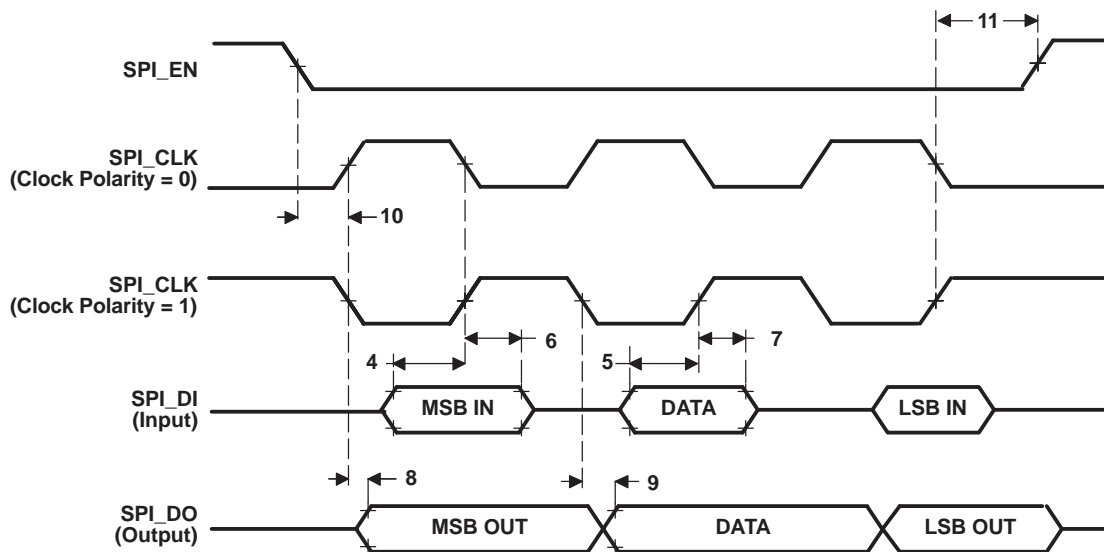 11
SPI_EN
SPI_CLK
(Clock Polarity = 0)
10
SPI_CLK
(Clock Polarity = 1)
6
7
4
5
SPI_DI
(Input)
MSB IN
DATA
LSB IN
8
9
SPI_DO
(Output)
MSB OUT
DATA
LSB OUT